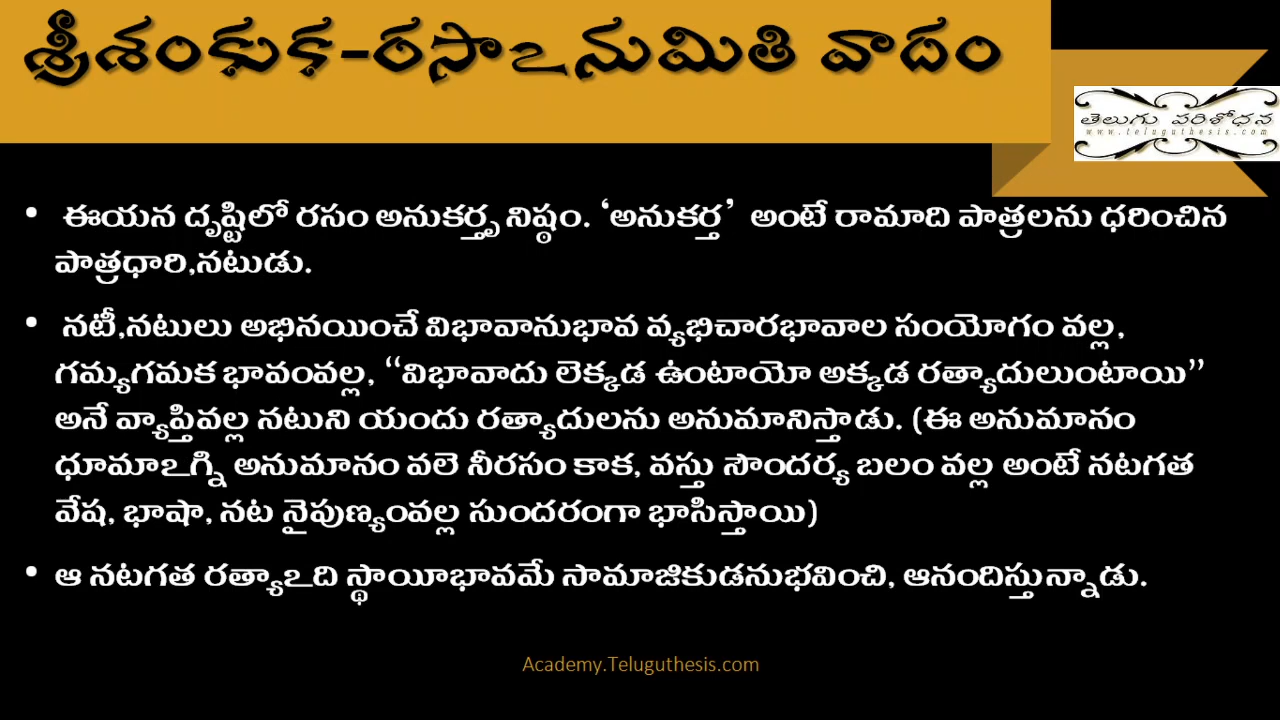 శ్రీశంకుక-రసాఽనుమితి వాదం
తెలుగు పరిశోధన
www.teluguthesis.com
• ఈయన దృష్టిలో రసం అనుకర్తృ నిష్ఠం. ‘అనుకర్త’ అంటే రామాది పాత్రలను ధరించిన
పాత్రధారి,నటుడు.
• నటీ,నటులు అభినయించే విభావానుభావ వ్యభిచారభావాల సంయోగం వల్ల,
గమ్యగమక భావంవల్ల, “విభావాదు లెక్కడ ఉంటాయో అక్కడ రత్యాదులుంటాయి”
అనే వ్యాప్తివల్ల నటుని యందు రత్యాదులను అనుమానిస్తాడు. (ఈ అనుమానం
ధూమాఽగ్ని అనుమానం వలె నీరసం కాక, వస్తు సౌందర్య బలం వల్ల అంటే నటగత
వేష, భాషా, నట నైపుణ్యంవల్ల సుందరంగా భాసిస్తాయి)
• ఆ నటగత రత్యాఽది స్థాయీభావమే సామాజికుడనుభవించి, ఆనందిస్తున్నాడు.
Academy.Teluguthesis.com